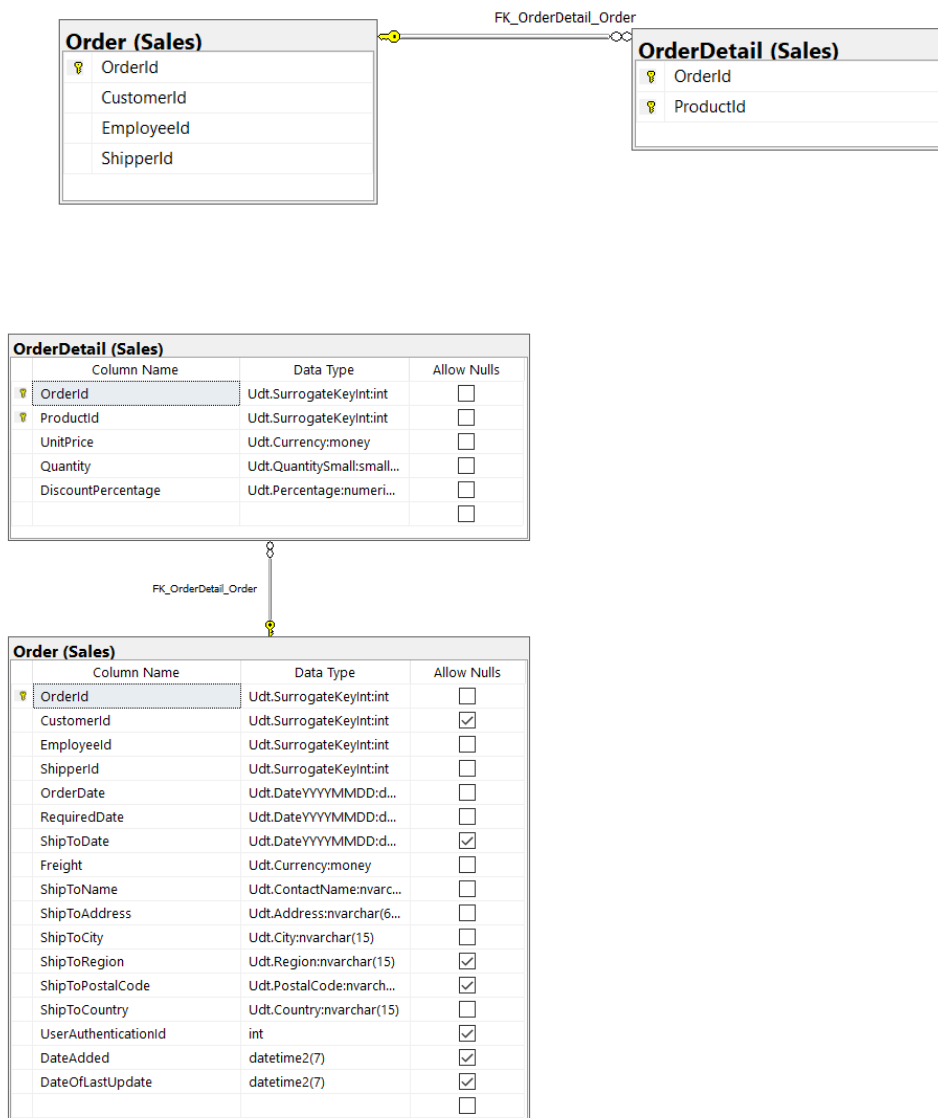 FK_OrderDetail_Order
Order (Sales)
OrderId
CustomerId
EmployeeId
ShipperId
OrderDetail (Sales)
OrderId
ProductId
OrderDetail (Sales)
Column Name Data Type Allow Nulls
OrderId Udt.SurrogateKeyInt:int
ProductId Udt.SurrogateKeyInt:int
UnitPrice Udt.Currency:money
Quantity Udt.QuantitySmall:small...
DiscountPercentage Udt.Percentage:numeri...
FK_OrderDetail_Order
Order (Sales)
Column Name Data Type Allow Nulls
OrderId Udt.SurrogateKeyInt:int
CustomerId Udt.SurrogateKeyInt:int
EmployeeId Udt.SurrogateKeyInt:int
ShipperId Udt.SurrogateKeyInt:int
OrderDate Udt.DateYYYYMMDD:d...
RequiredDate Udt.DateYYYYMMDD:d...
ShipToDate Udt.DateYYYYMMDD:d...
Freight Udt.Currency:money
ShipToName Udt.ContactName:nvarc...
ShipToAddress Udt.Address:nvarchar(6...
ShipToCity Udt.City:nvarchar(15)
ShipToRegion Udt.Region:nvarchar(15)
ShipToPostalCode Udt.PostalCode:nvarch...
ShipToCountry Udt.Country:nvarchar(15)
UserAuthenticationId int
DateAdded datetime2(7)
DateOfLastUpdate datetime2(7)